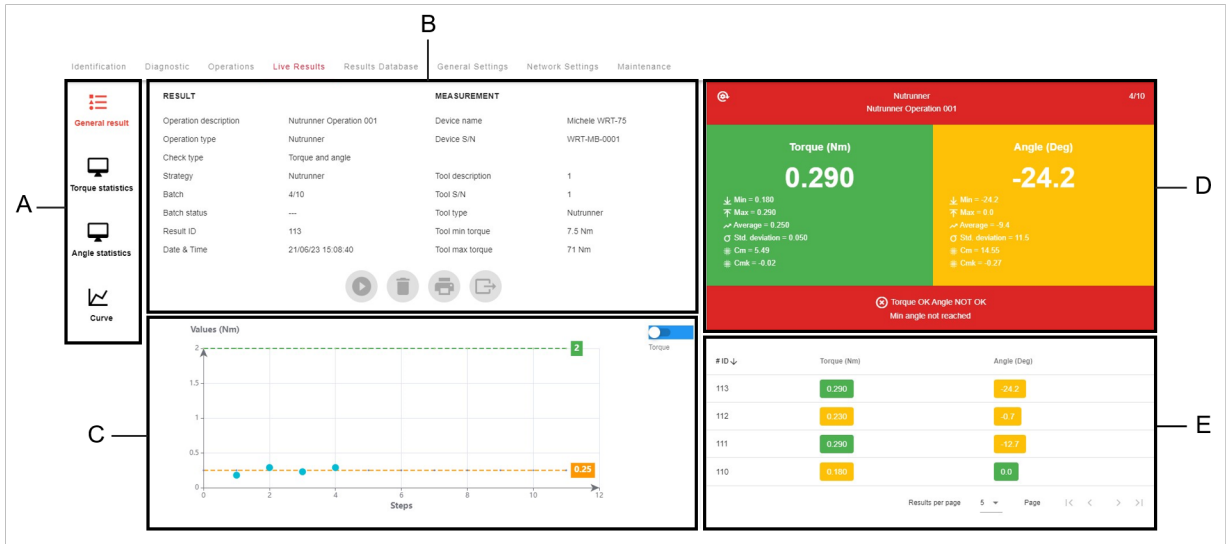 B
Identification Diagnostic Operations Live Results Results Database General Settings Network Settings Maintenance
A
General result
Torque statistics
Angle statistics
Curve
RESULT MEASUREMENT
Operation description Nutrunner Operation 001 Device name Michele WRT-75
Operation type Nutrunner Device S/N WRT-MB-0001
Check type Torque and angle
Strategy Nutrunner Tool description 1
Batch 4/10 Tool S/N 1
Batch status --- Tool type Nutrunner
Result ID 113 Tool min torque 7.5 Nm
Date & Time 21/06/23 15:08:40 Tool max torque 71 Nm
D
Nutrunner 4/10
Nutrunner Operation 001
Torque (Nm)
0.290
Min = 0.180
Max = 0.290
Average = 0.250
Std. deviation = 0.050
Cm = 5.49
Cmk = -0.02
Angle (Deg)
-24.2
Min = -24.2
Max = 0.0
Average = -9.4
Std. deviation = 11.5
Cm = 14.55
Cmk = -0.27
Torque OK Angle NOT OK
Min angle not reached
C
Values (Nm)
Torque
2
2
1.5
1
0.5
0.25
0
0 2 4 6 8 10 12
Steps
E
# ID Torque (Nm) Angle (Deg)
113 0.290 -24.2
112 0.230 -0.7
111 0.290 -12.7
110 0.180 0.0
Results per page 5 Page